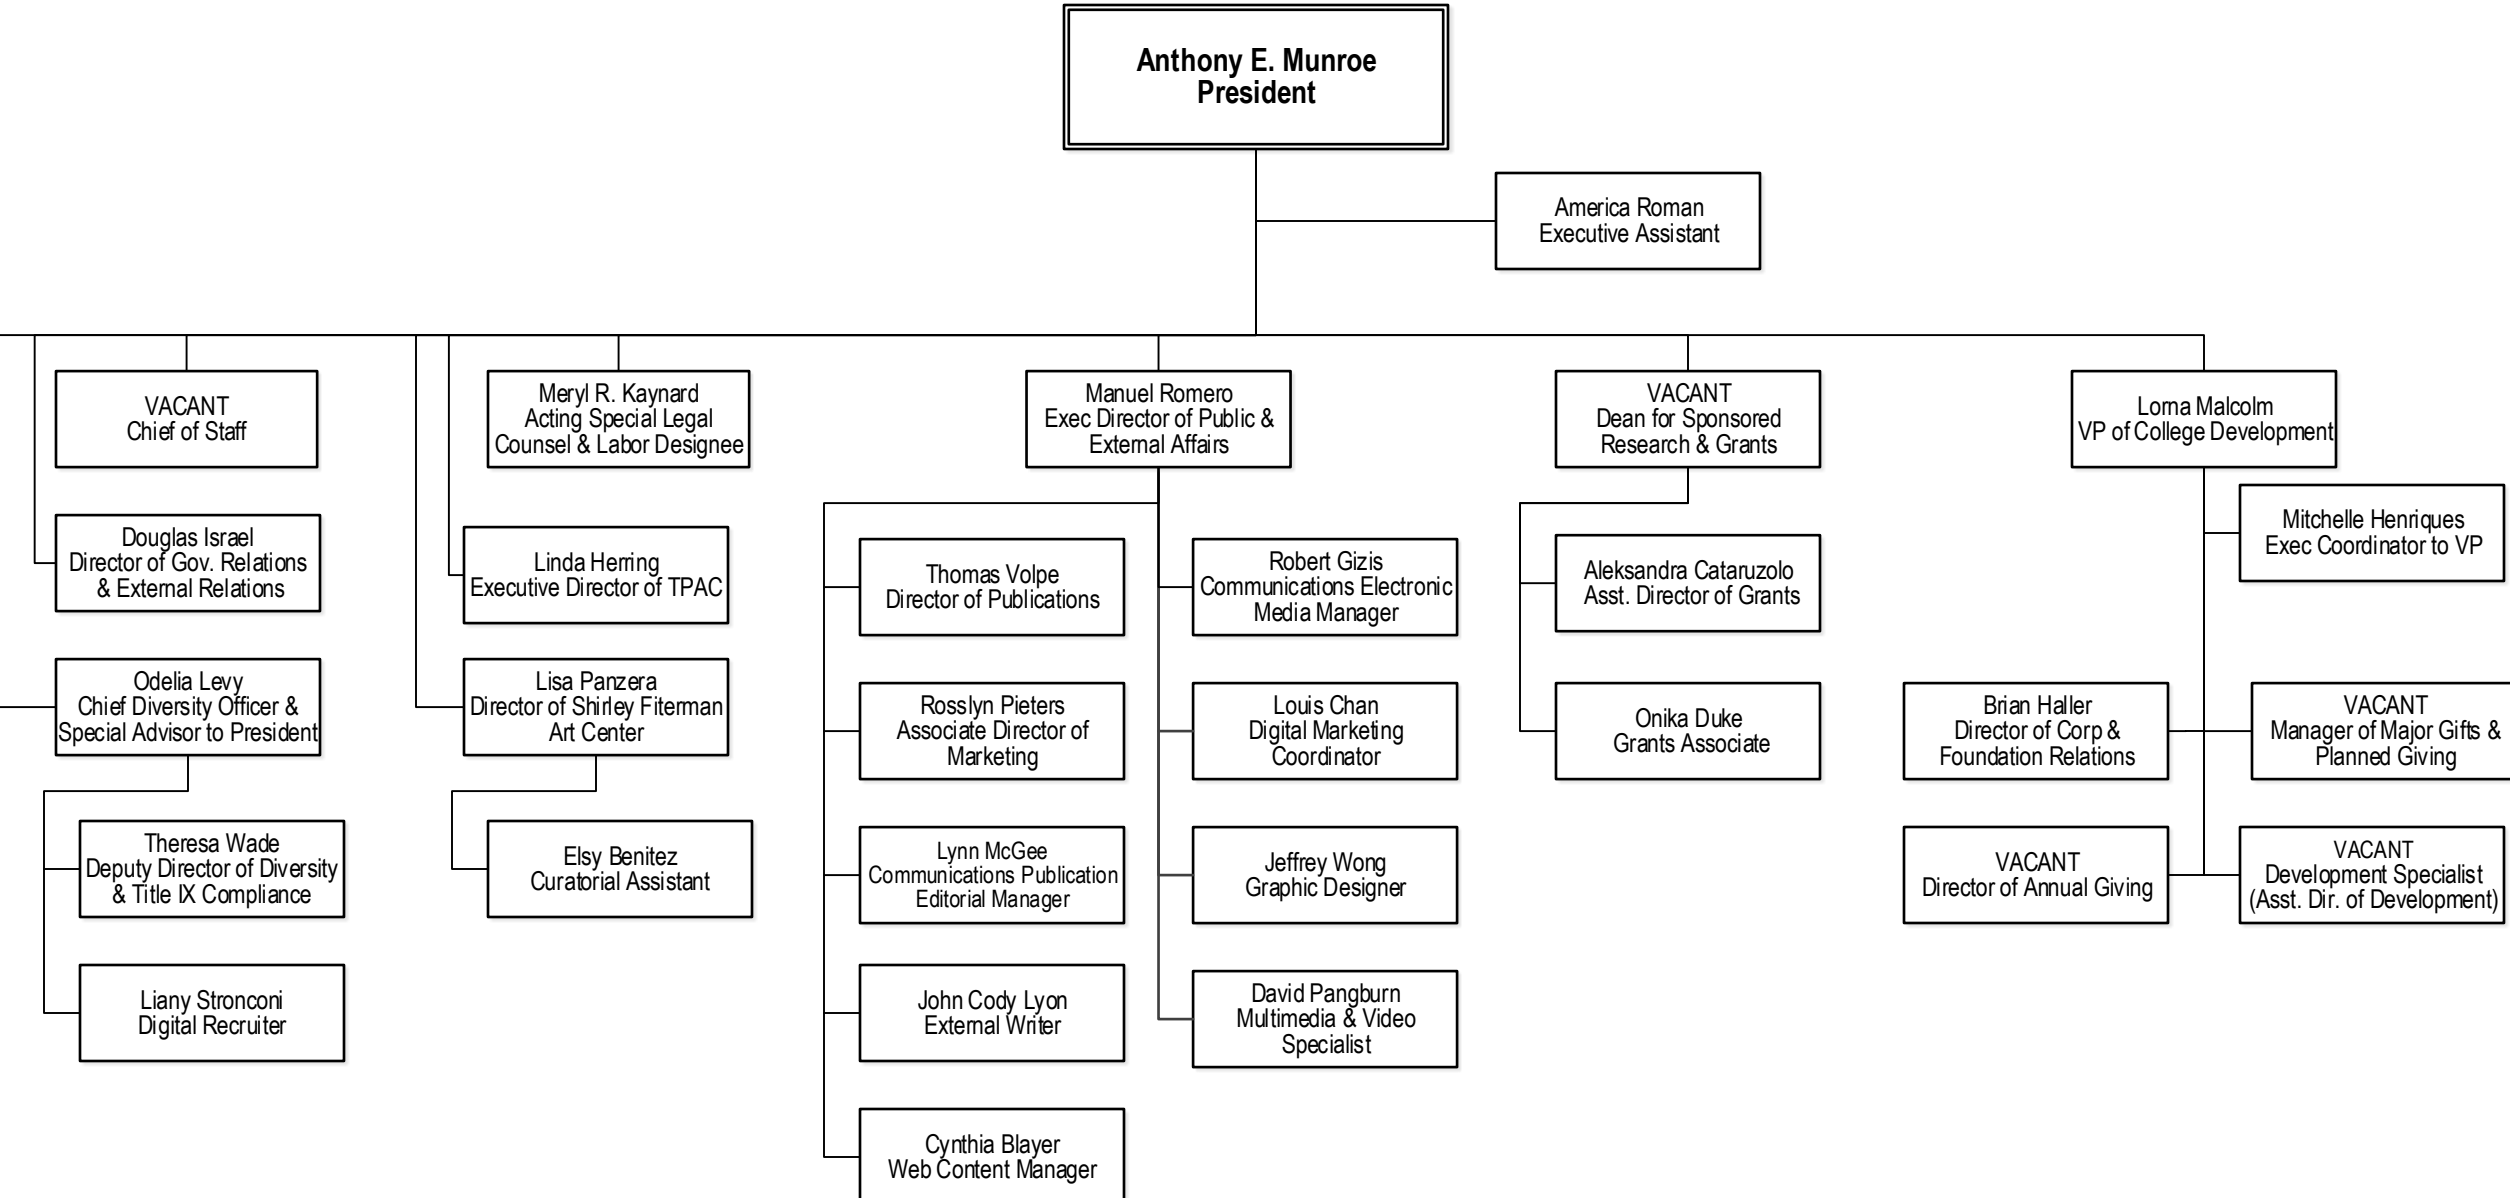 Anthony E. Munroe
President
America Roman
Executive Assistant
VACANT
Chief of Staff
Meryl R. Kaynard
Acting Special Legal
Counsel & Labor Designee
Manuel Romero
Exec Director of Public &
External Affairs
VACANT
Dean for Sponsored
Research & Grants
Lorna Malcolm
VP of College Development
Douglas Israel
Director of Gov. Relations
& External Relations
Linda Herring
Executive Director of TPAC
Thomas Volpe
Director of Publications
Robert Gizis
Communications Electronic
Media Manager
Aleksandra Cataruzolo
Asst. Director of Grants
Mitchelle Henriques
Exec Coordinator to VP
Odelia Levy
Chief Diversity Officer &
Special Advisor to President
Lisa Panzera
Director of Shirley Fiterman
Art Center
Rosslyn Pieters
Associate Director of
Marketing
Louis Chan
Digital Marketing
Coordinator
Onika Duke
Grants Associate
Brian Haller
Director of Corp &
Foundation Relations
VACANT
Manager of Major Gifts &
Planned Giving
Theresa Wade
Deputy Director of Diversity
& Title IX Compliance
Elsy Benitez
Curatorial Assistant
Lynn McGee
Communications Publication
Editorial Manager
Jeffrey Wong
Graphic Designer
VACANT
Director of Annual Giving
VACANT
Development Specialist
(Asst. Dir. of Development)
Liany Stronconi
Digital Recruiter
John Cody Lyon
External Writer
David Pangburn
Multimedia & Video
Specialist
Cynthia Blayer
Web Content Manager